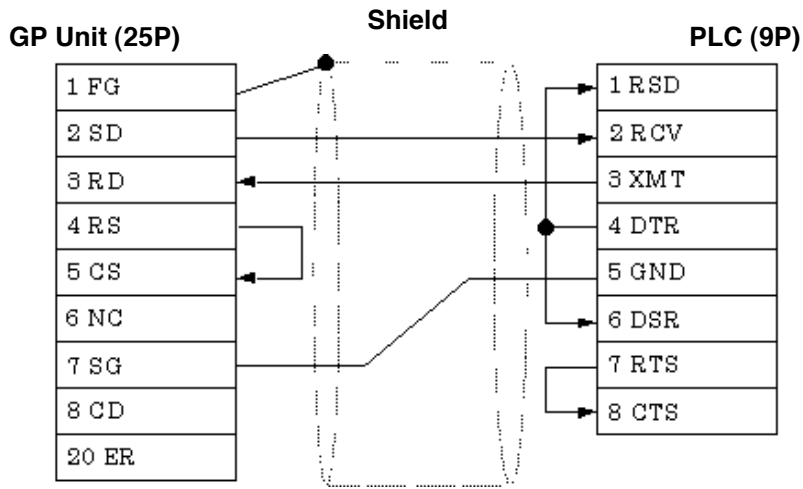 Shield
GP Unit (25P)
PLC (9P)
1 FG
2 SD
3 RD
4 RS
5 CS
6 NC
7 SG
8 CD
20 ER
1 RSD
2 RCV
3 XMT
4 DTR
5 GND
6 DSR
7 RTS
8 CTS